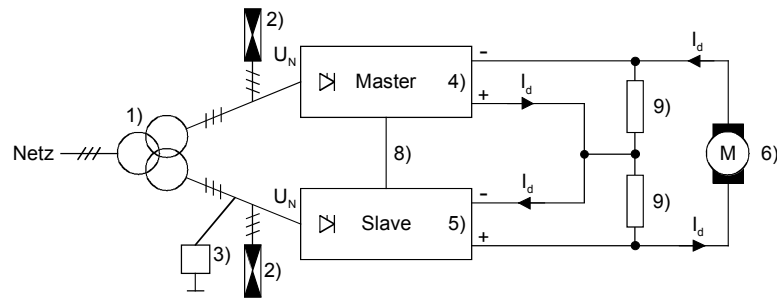 2)
U_N
Master
4)
-
+
I_d
I_d
9)
1)
Netz
8)
M
6)
U_N
Slave
5)
-
+
I_d
9)
3)
2)
I_d